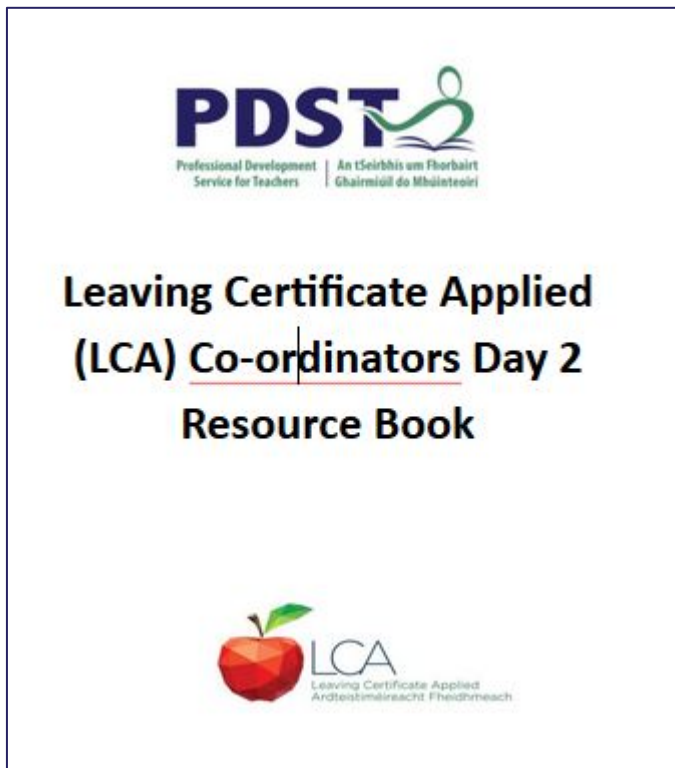 PDST
Professional Development | An tSeirbhís um Fhorbairt
Service for Teachers | Ghairmiúil do Mhúinteoirí
Leaving Certificate Applied
(LCA) Co-ordinators Day 2
Resource Book
LCA
Leaving Certificate Applied
Ardteistiméireacht Fheidhmeach